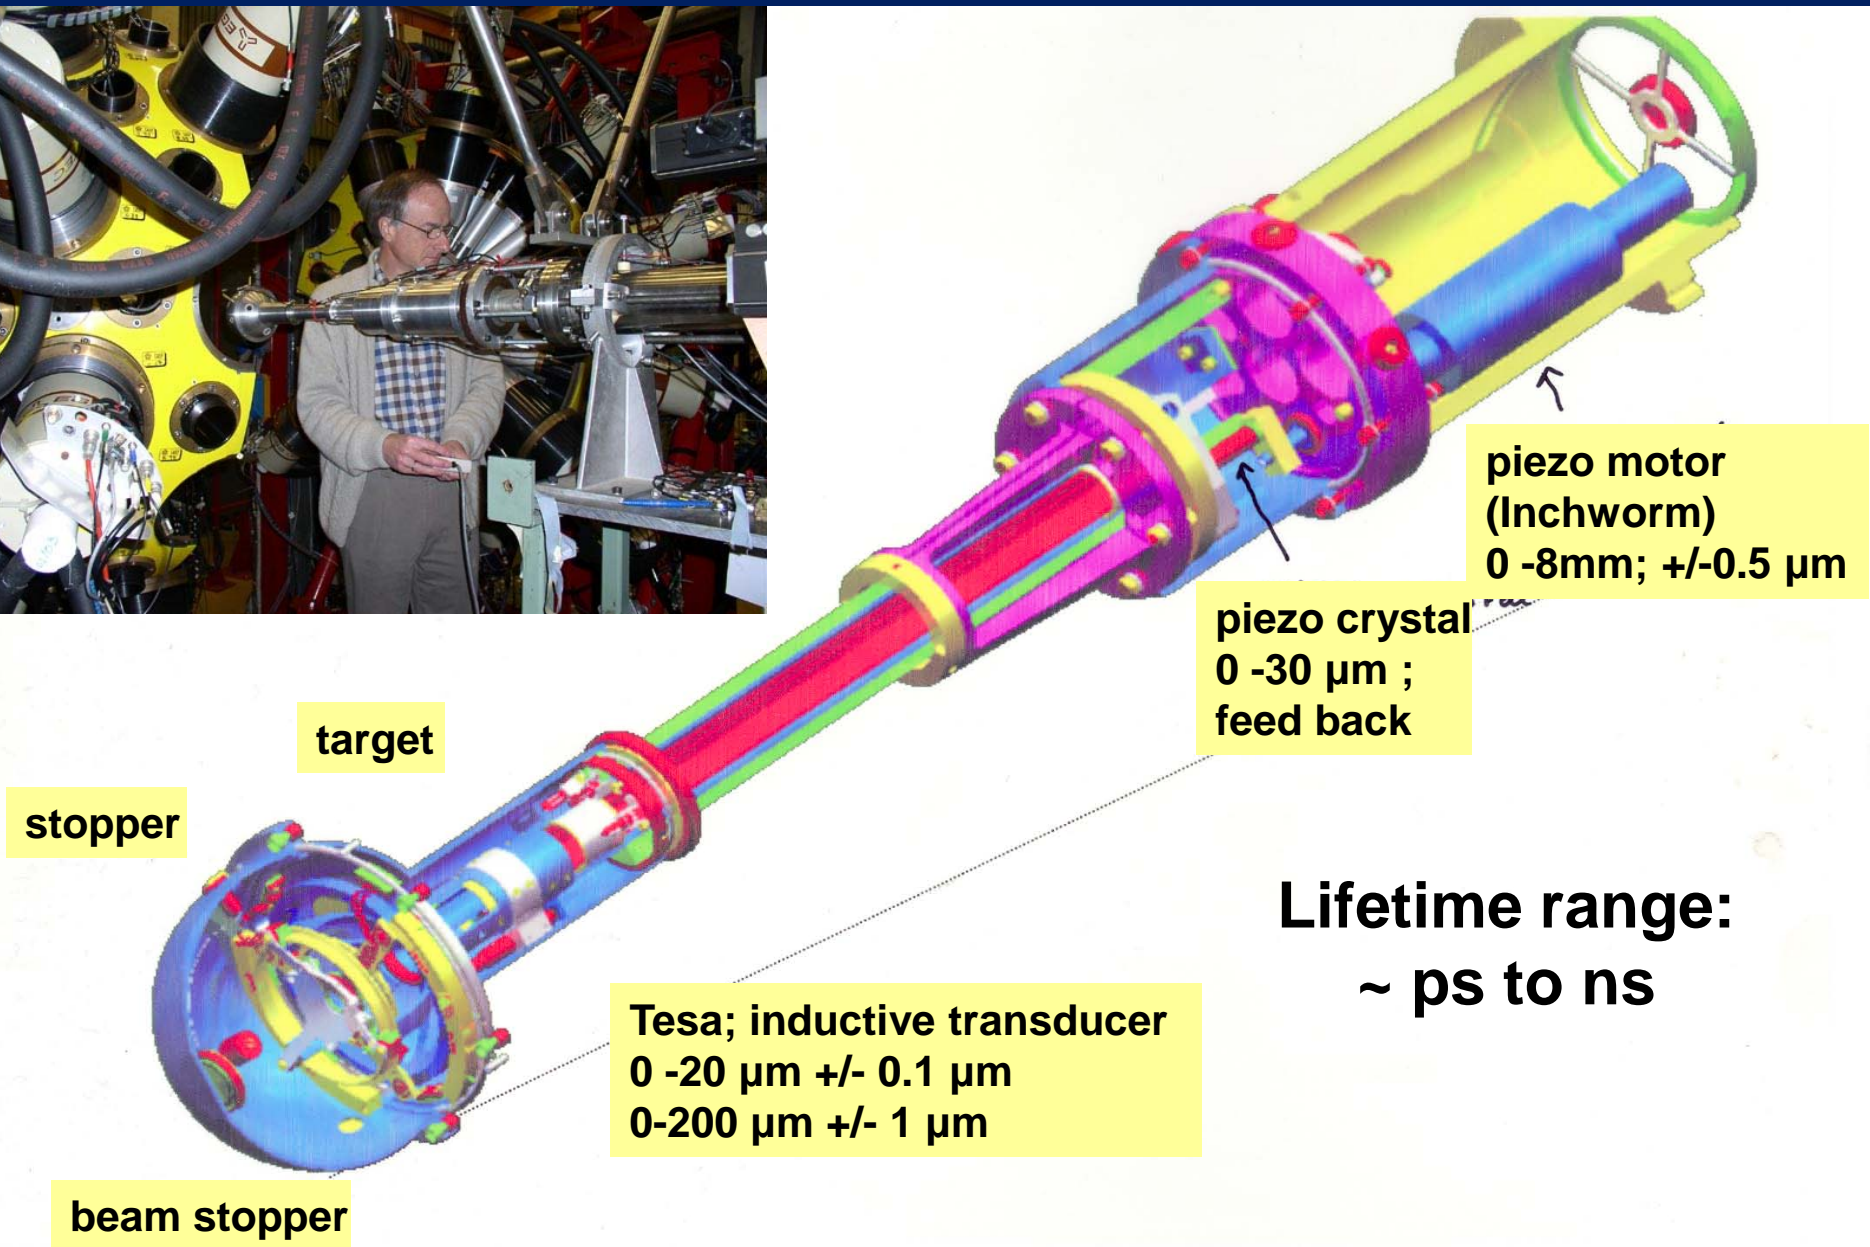 target
stopper
beam stopper
Tesa; inductive transducer
0 -20 µm +/- 0.1 µm
0-200 µm +/- 1 µm
piezo crystal
0 -30 µm ;
feed back
piezo motor
(Inchworm)
0 -8mm; +/-0.5 µm
Lifetime range:
~ ps to ns